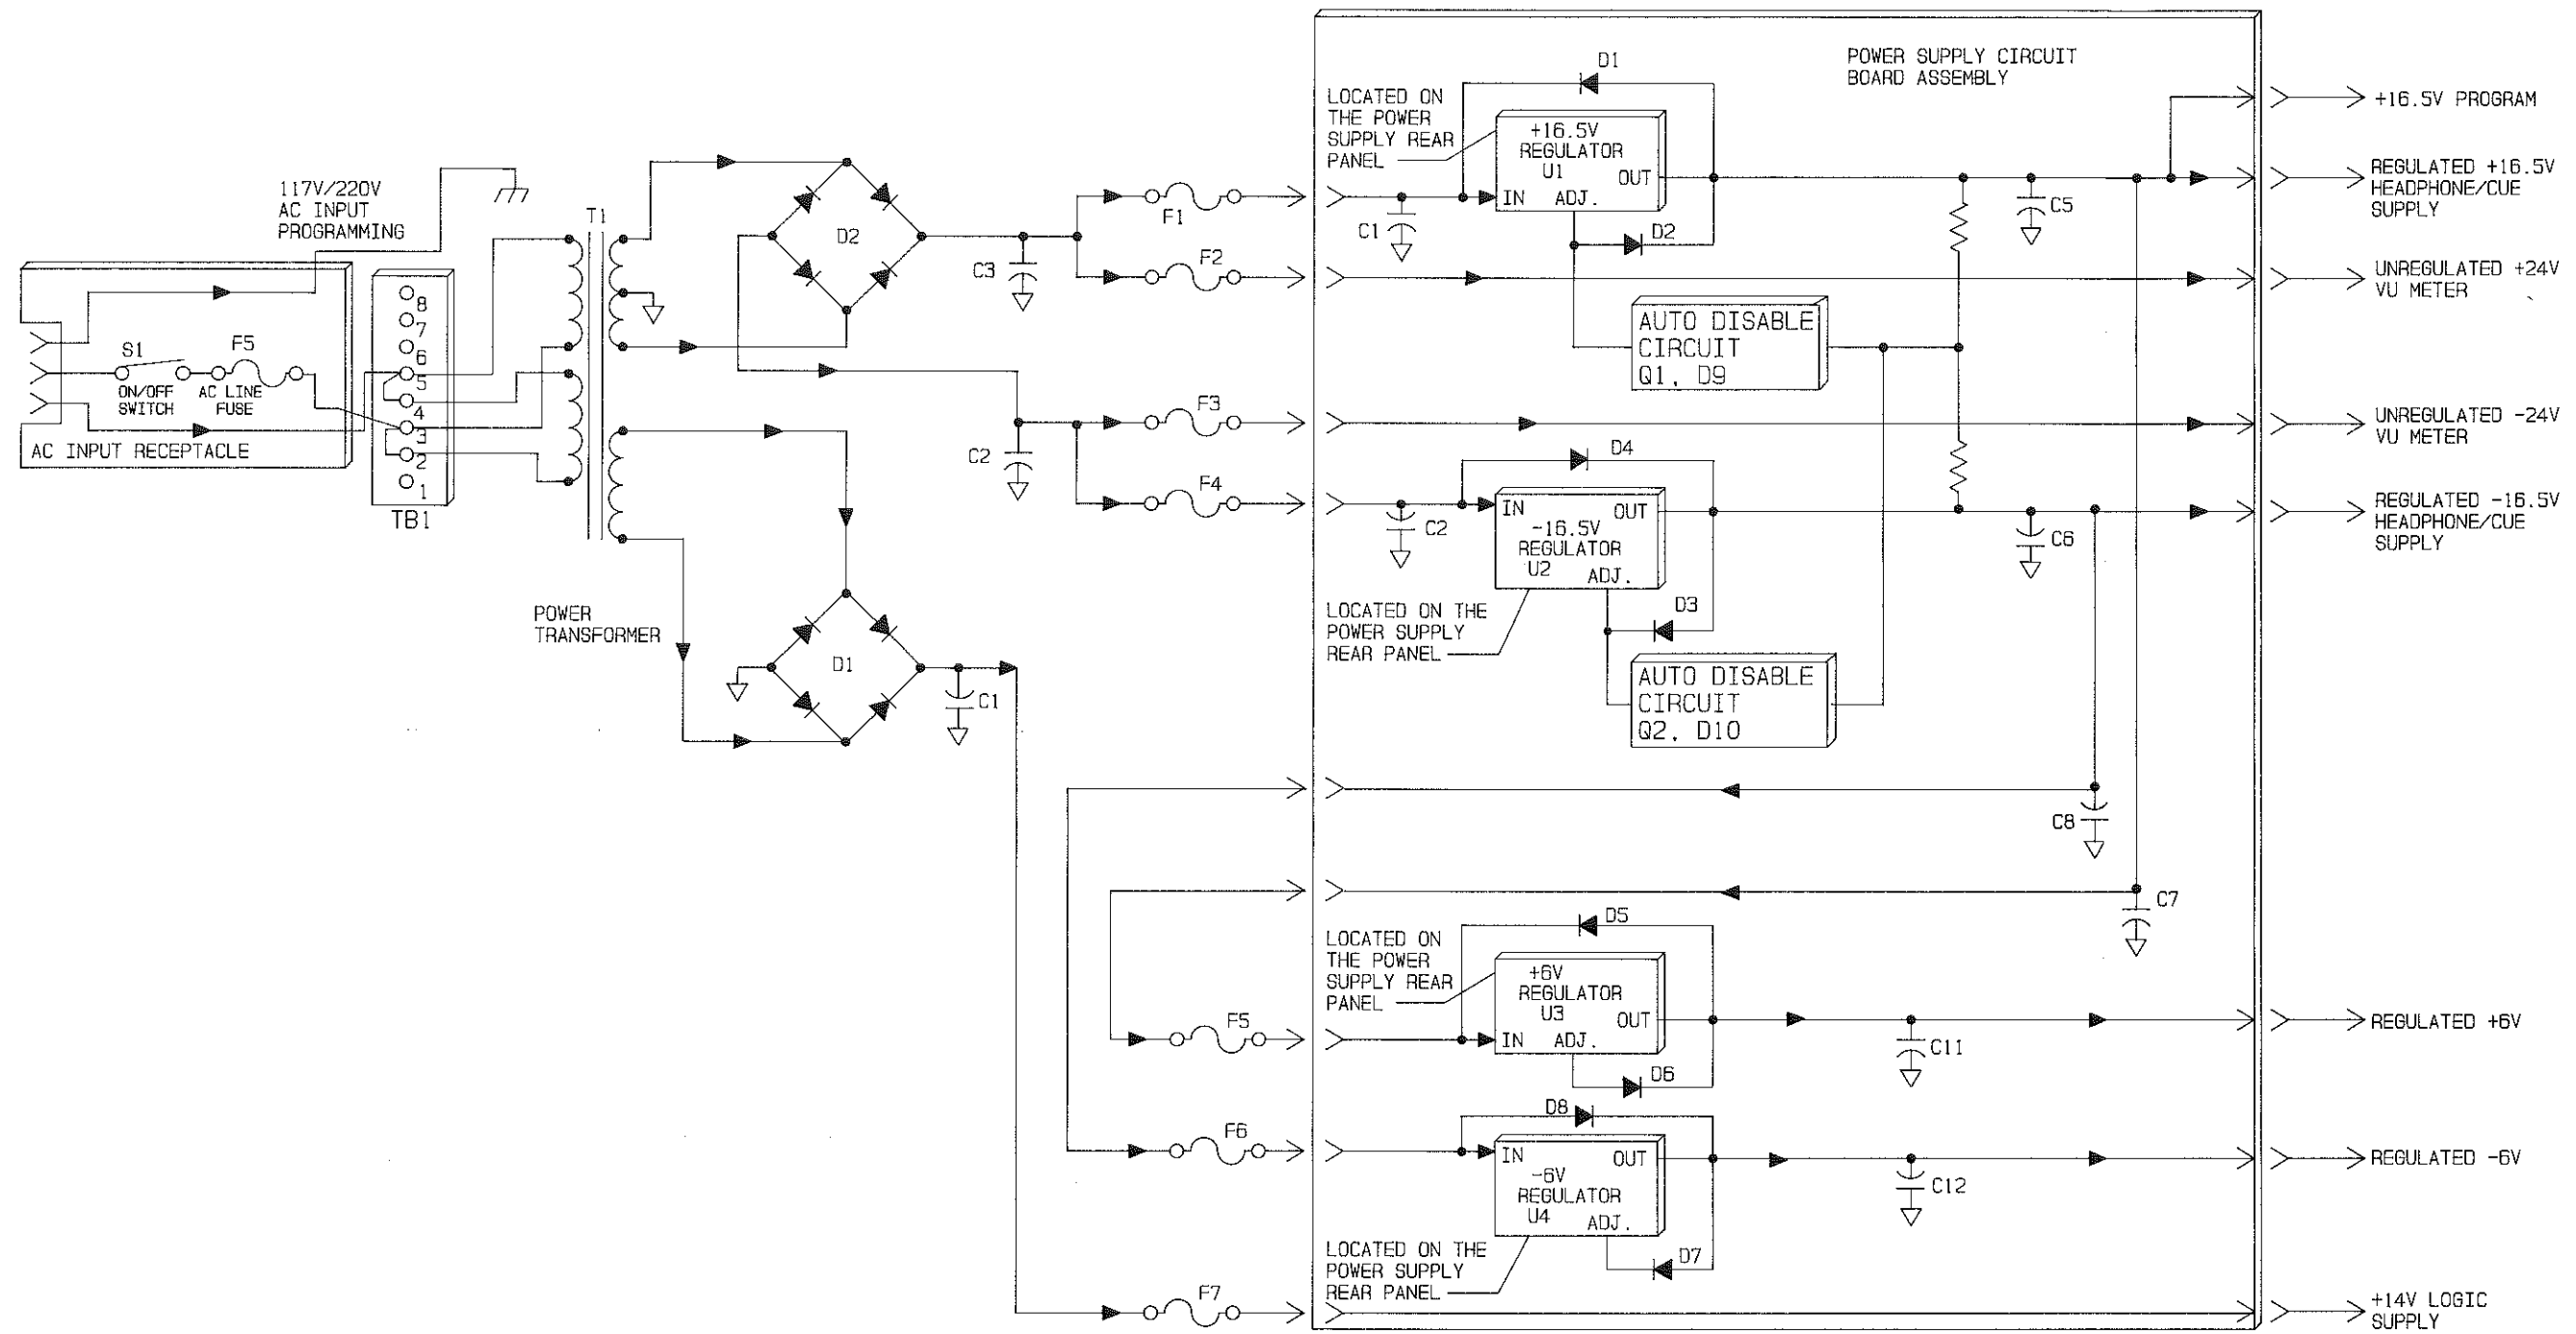 POWER SUPPLY CIRCUIT
BOARD ASSEMBLY
117V/220V
AC INPUT
PROGRAMMING
S1
ON/OFF
SWITCH
F5
AC LINE
FUSE
AC INPUT RECEPTACLE
8
7
6
5
4
3
2
1
TB1
T1
POWER
TRANSFORMER
D2
D1
C3
C2
C1
F1
F2
F3
F4
LOCATED ON
THE POWER
SUPPLY REAR
PANEL
D1
+16.5V
REGULATOR
U1
OUT
IN
ADJ.
C1
D2
AUTO DISABLE
CIRCUIT
Q1, D9
C5
+16.5V PROGRAM
REGULATED +16.5V
HEADPHONE/CUE
SUPPLY
UNREGULATED +24V
VU METER
UNREGULATED -24V
VU METER
D4
IN
OUT
-16.5V
REGULATOR
U2
ADJ.
C2
D3
LOCATED ON THE
POWER SUPPLY
REAR PANEL
AUTO DISABLE
CIRCUIT
Q2, D10
C6
REGULATED -16.5V
HEADPHONE/CUE
SUPPLY
C8
C7
LOCATED ON
THE POWER
SUPPLY REAR
PANEL
D5
+6V
REGULATOR
U3
OUT
IN
ADJ.
F5
D6
C11
REGULATED +6V
D8
F6
IN
OUT
-6V
REGULATOR
U4
ADJ.
D7
C12
REGULATED -6V
LOCATED ON THE
POWER SUPPLY
REAR PANEL
F7
+14V LOGIC
SUPPLY